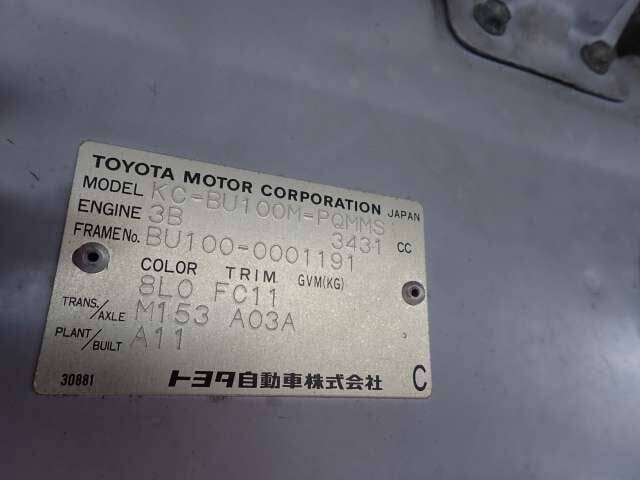 TOYOTA MOTOR CORPORATION JAPAN
MODEL KC-BU100M-PQMMS
ENGINE 3B 3431 CC
FRAME No. BU100-0001191
COLOR TRIM GVM(KG)
8L0 FC11
TRANS./AXLE M153 A03A
PLANT/BUILT A11
30881 トヨタ自動車株式会社 C